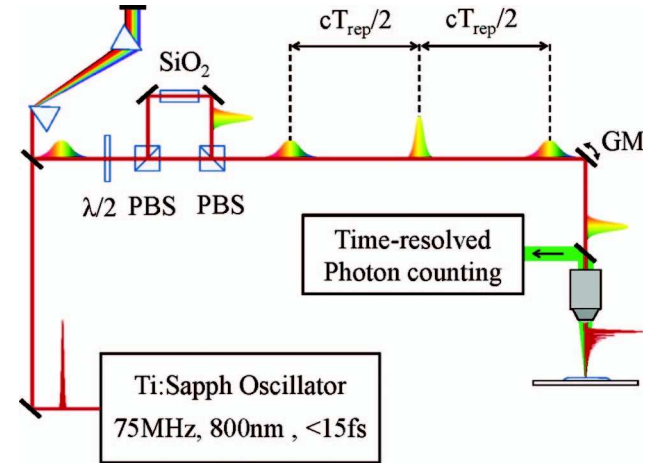 cTrep/2 cTrep/2
SiO2
GM
λ/2 PBS PBS
Time-resolved
Photon counting
Ti:Sapph Oscillator
75MHz, 800nm , <15fs